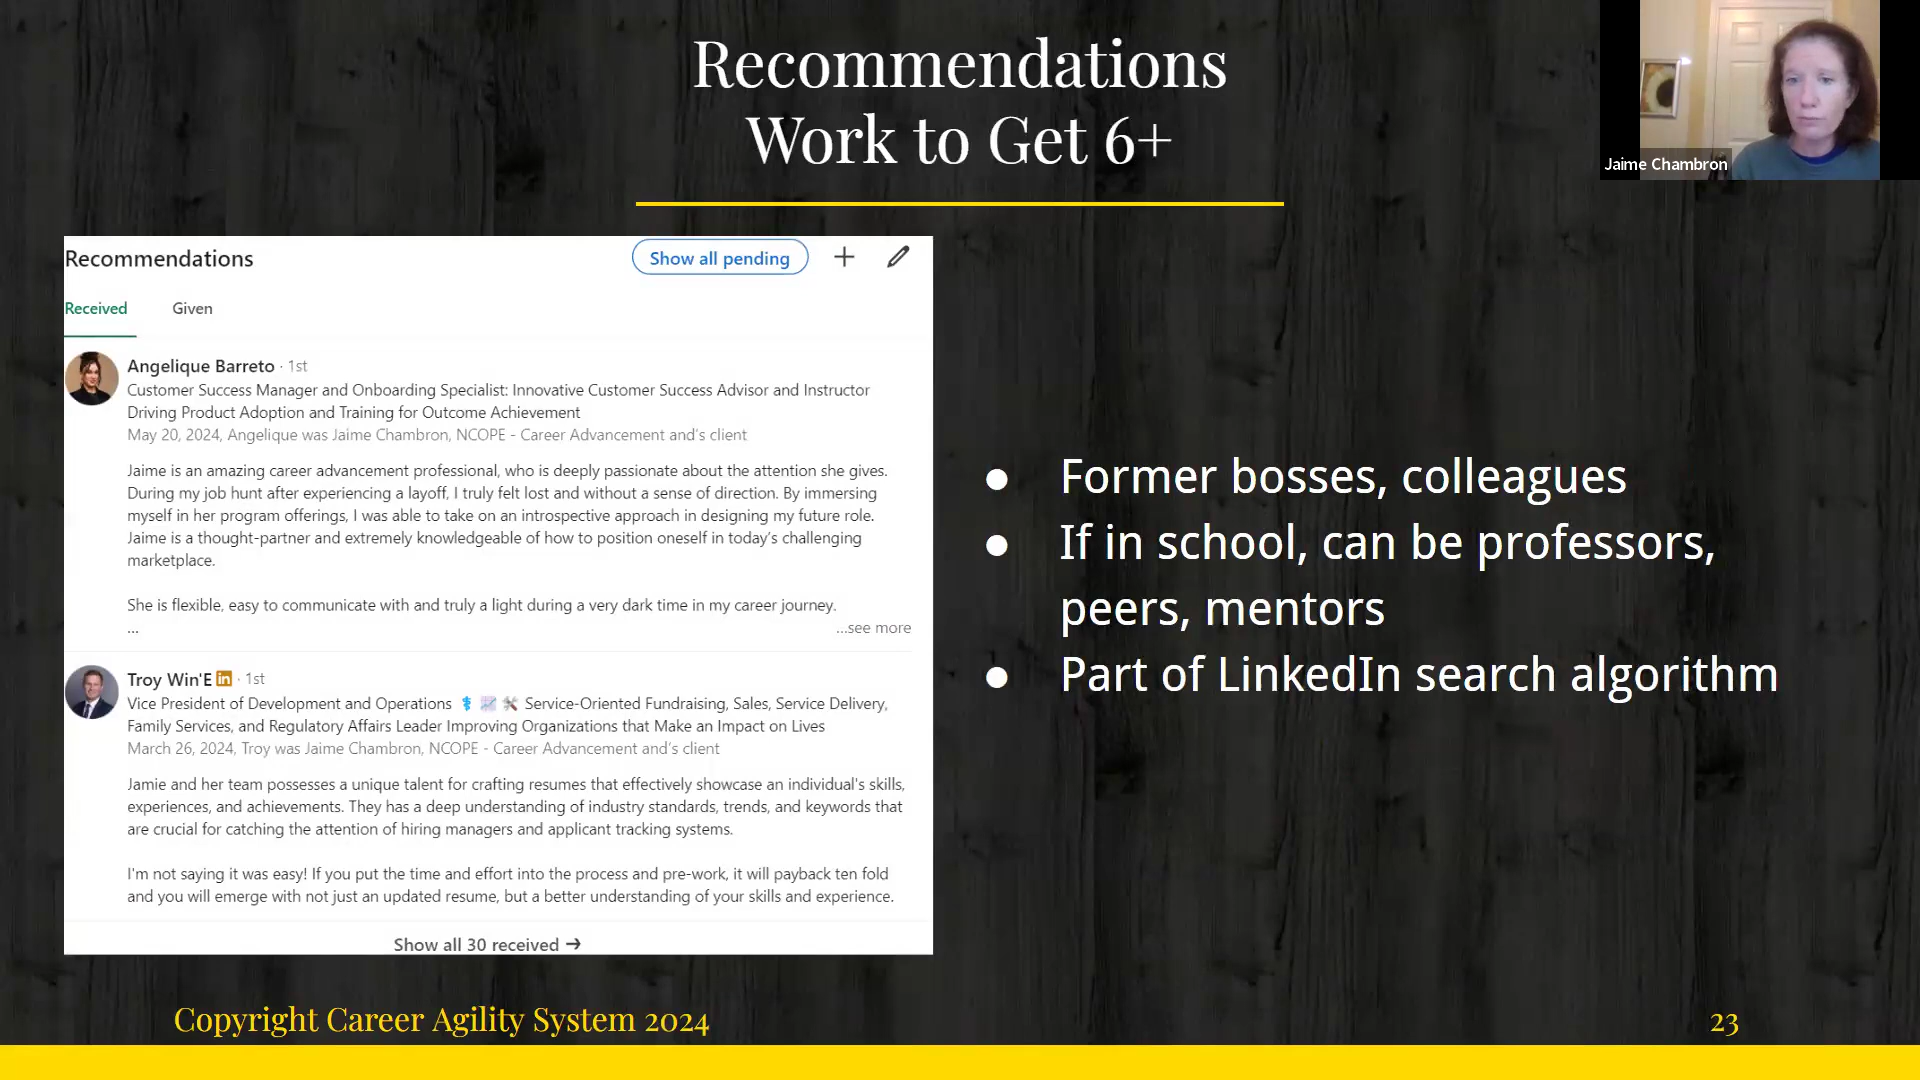 Recommendations
Work to Get 6+
Jaime Chambron
Recommendations
Show all pending
Received
Given
Angelique Barreto · 1st
Customer Success Manager and Onboarding Specialist: Innovative Customer Success Advisor and Instructor
Driving Product Adoption and Training for Outcome Achievement
May 20, 2024, Angelique was Jaime Chambron, NCOPE - Career Advancement and's client
Jaime is an amazing career advancement professional, who is deeply passionate about the attention she gives.
During my job hunt after experiencing a layoff, I truly felt lost and without a sense of direction. By immersing
myself in her program offerings, I was able to take on an introspective approach in designing my future role.
Jaime is a thought-partner and extremely knowledgeable of how to position oneself in today's challenging
marketplace.
She is flexible, easy to communicate with and truly a light during a very dark time in my career journey.
...
...see more
Troy Win'E in · 1st
Vice President of Development and Operations Service-Oriented Fundraising, Sales, Service Delivery,
Family Services, and Regulatory Affairs Leader Improving Organizations that Make an Impact on Lives
March 26, 2024, Troy was Jaime Chambron, NCOPE - Career Advancement and's client
Jamie and her team possesses a unique talent for crafting resumes that effectively showcase an individual's skills,
experiences, and achievements. They has a deep understanding of industry standards, trends, and keywords that
are crucial for catching the attention of hiring managers and applicant tracking systems.
I'm not saying it was easy! If you put the time and effort into the process and pre-work, it will payback ten fold
and you will emerge with not just an updated resume, but a better understanding of your skills and experience.
Show all 30 received →
● Former bosses, colleagues
● If in school, can be professors,
peers, mentors
● Part of LinkedIn search algorithm
Copyright Career Agility System 2024
23